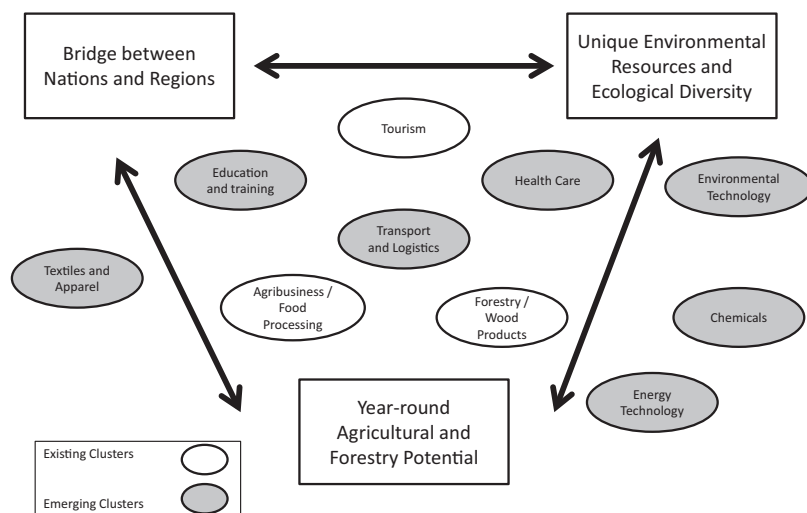 Bridge between
Nations and Regions
Unique Environmental
Resources and
Ecological Diversity
Tourism
Education
and training
Health Care
Environmental
Technology
Transport
and Logistics
Textiles and
Apparel
Agribusiness /
Food
Processing
Forestry /
Wood
Products
Chemicals
Year-round
Agricultural and
Forestry Potential
Energy
Technology
Existing Clusters
Emerging Clusters